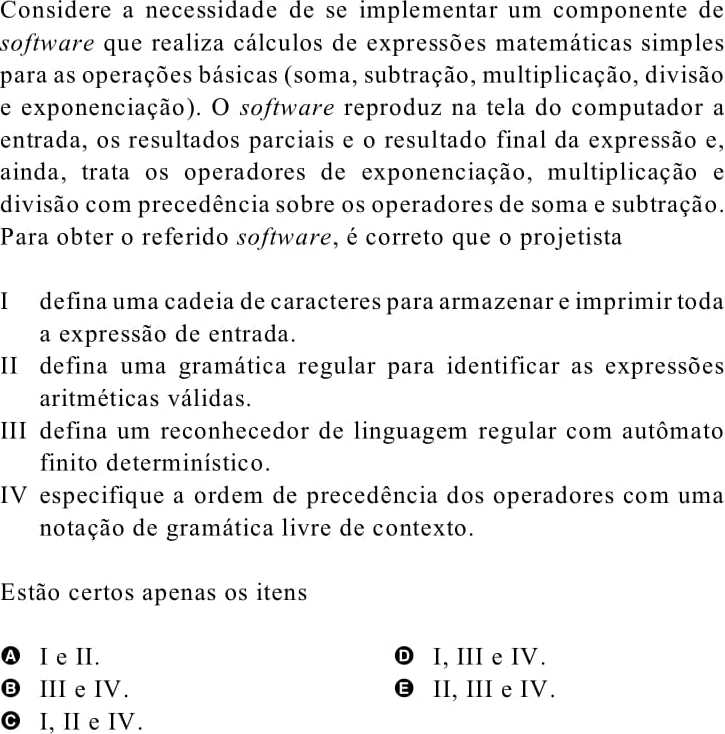 Considere a necessidade de se implementar um componente de
software que realiza cálculos de expressões matemáticas simples
para as operações básicas (soma, subtração, multiplicação, divisão
e exponenciação). O software reproduz na tela do computador a
entrada, os resultados parciais e o resultado final da expressão e,
ainda, trata os operadores de exponenciação, multiplicação e
divisão com precedência sobre os operadores de soma e subtração.
Para obter o referido software, é correto que o projetista
I defina uma cadeia de caracteres para armazenar e imprimir toda
a expressão de entrada.
II defina uma gramática regular para identificar as expressões
aritméticas válidas.
III defina um reconhecedor de linguagem regular com autômato
finito determinístico.
IV especifique a ordem de precedência dos operadores com uma
notação de gramática livre de contexto.
Estão certos apenas os itens
A I e II.
B III e IV.
C I, II e IV.
D I, III e IV.
E II, III e IV.